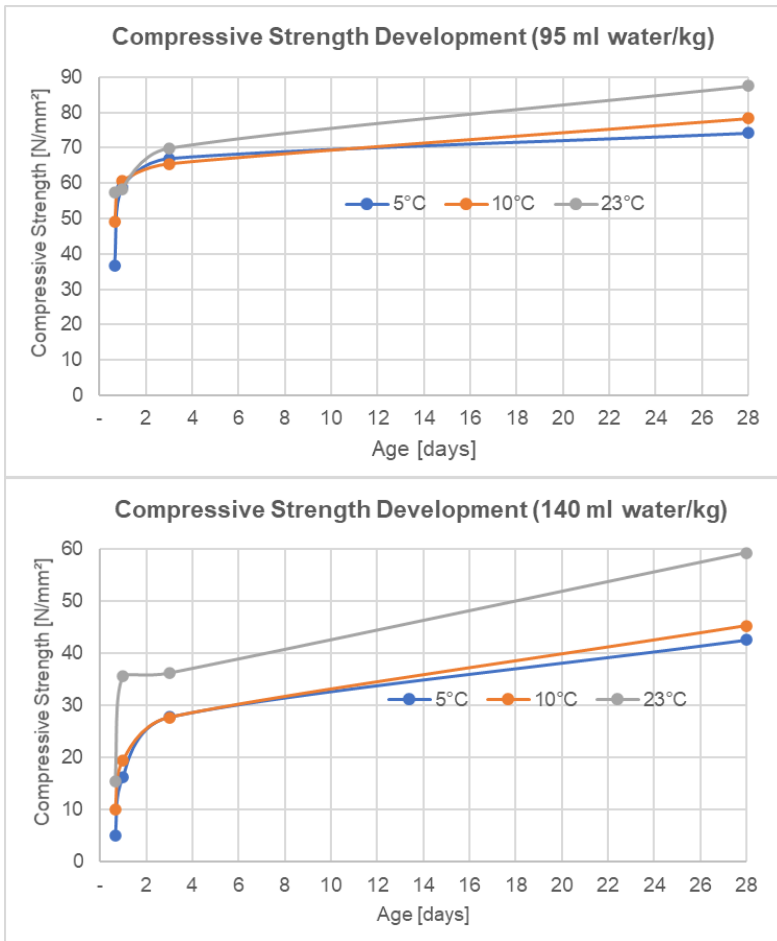 Compressive Strength Development (95 ml water/kg)
Compressive Strength [N/mm²]
90
80
70
60
50
40
30
20
10
0
5°C 10°C 23°C
- 2 4 6 8 10 12 14 16 18 20 22 24 26 28
Age [days]
Compressive Strength Development (140 ml water/kg)
Compressive Strength [N/mm²]
60
50
40
30
20
10
0
5°C 10°C 23°C
- 2 4 6 8 10 12 14 16 18 20 22 24 26 28
Age [days]